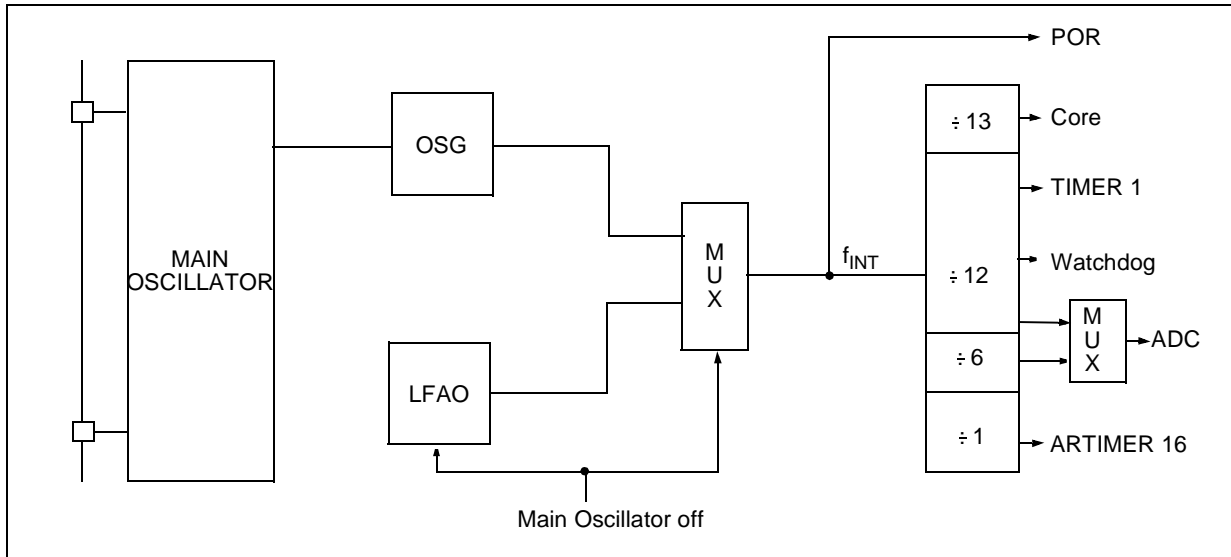 POR
÷ 13
Core
OSG
TIMER 1
MAIN
OSCILLATOR
M
U
X
fINT
÷ 12
Watchdog
M
U
X
ADC
÷ 6
LFAO
÷ 1
ARTIMER 16
Main Oscillator off